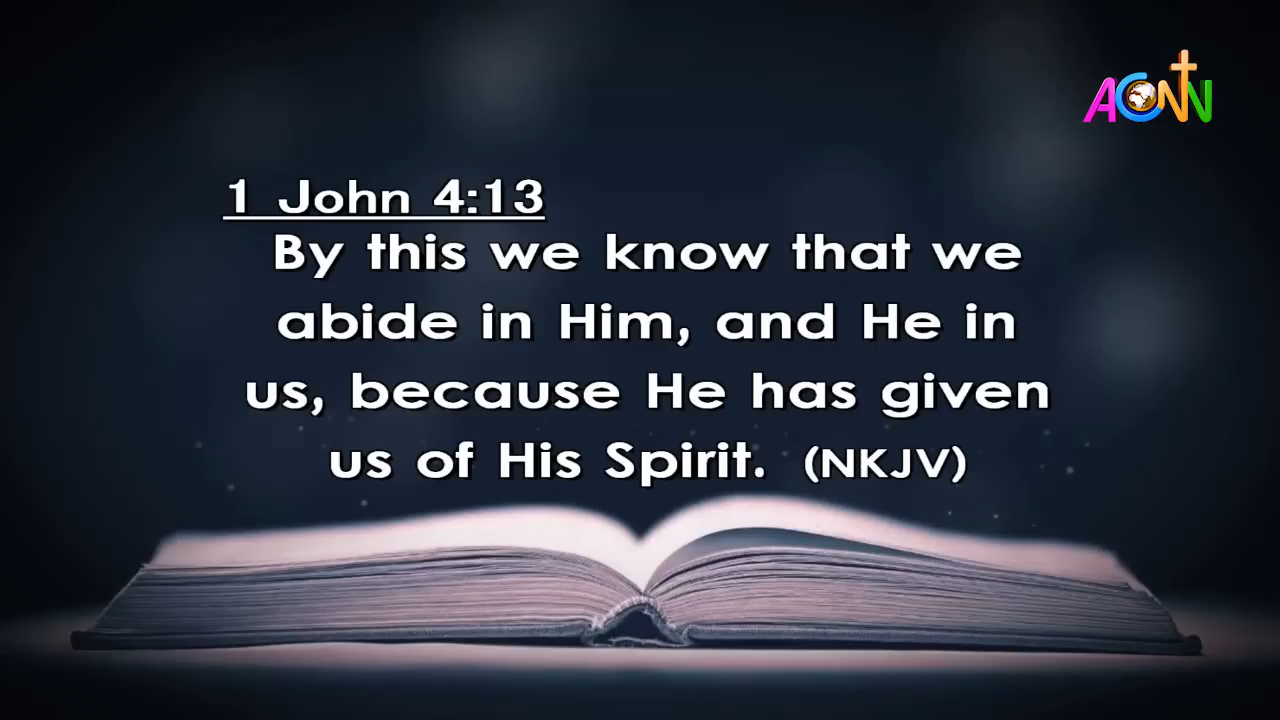 ACNN
1 John 4:13
By this we know that we
abide in Him, and He in
us, because He has given
us of His Spirit. (NKJV)